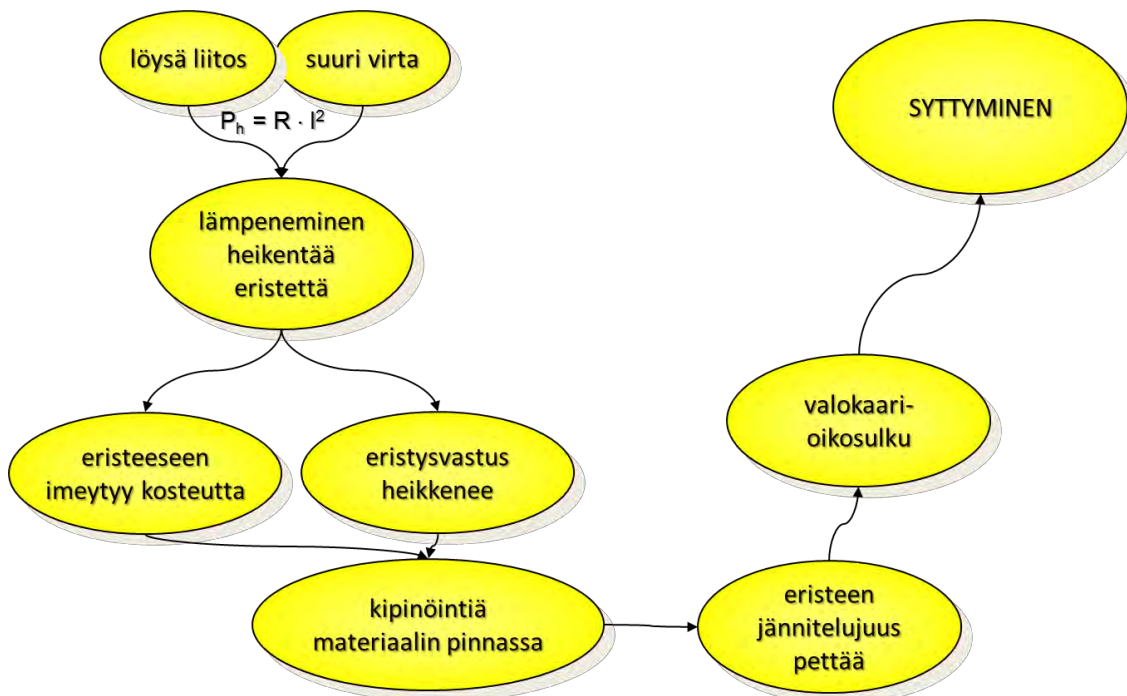 löysä liitos
suuri virta
Pₕ = R · I²
SYTTYMINEN
lämpeneminen
heikentää
eristettä
valokaari-
oikosulku
eristeeseen
imeytyy kosteutta
eristysvastus
heikkenee
kipinöintiä
materiaalin pinnassa
eristeen
jännitelujuus
pettää